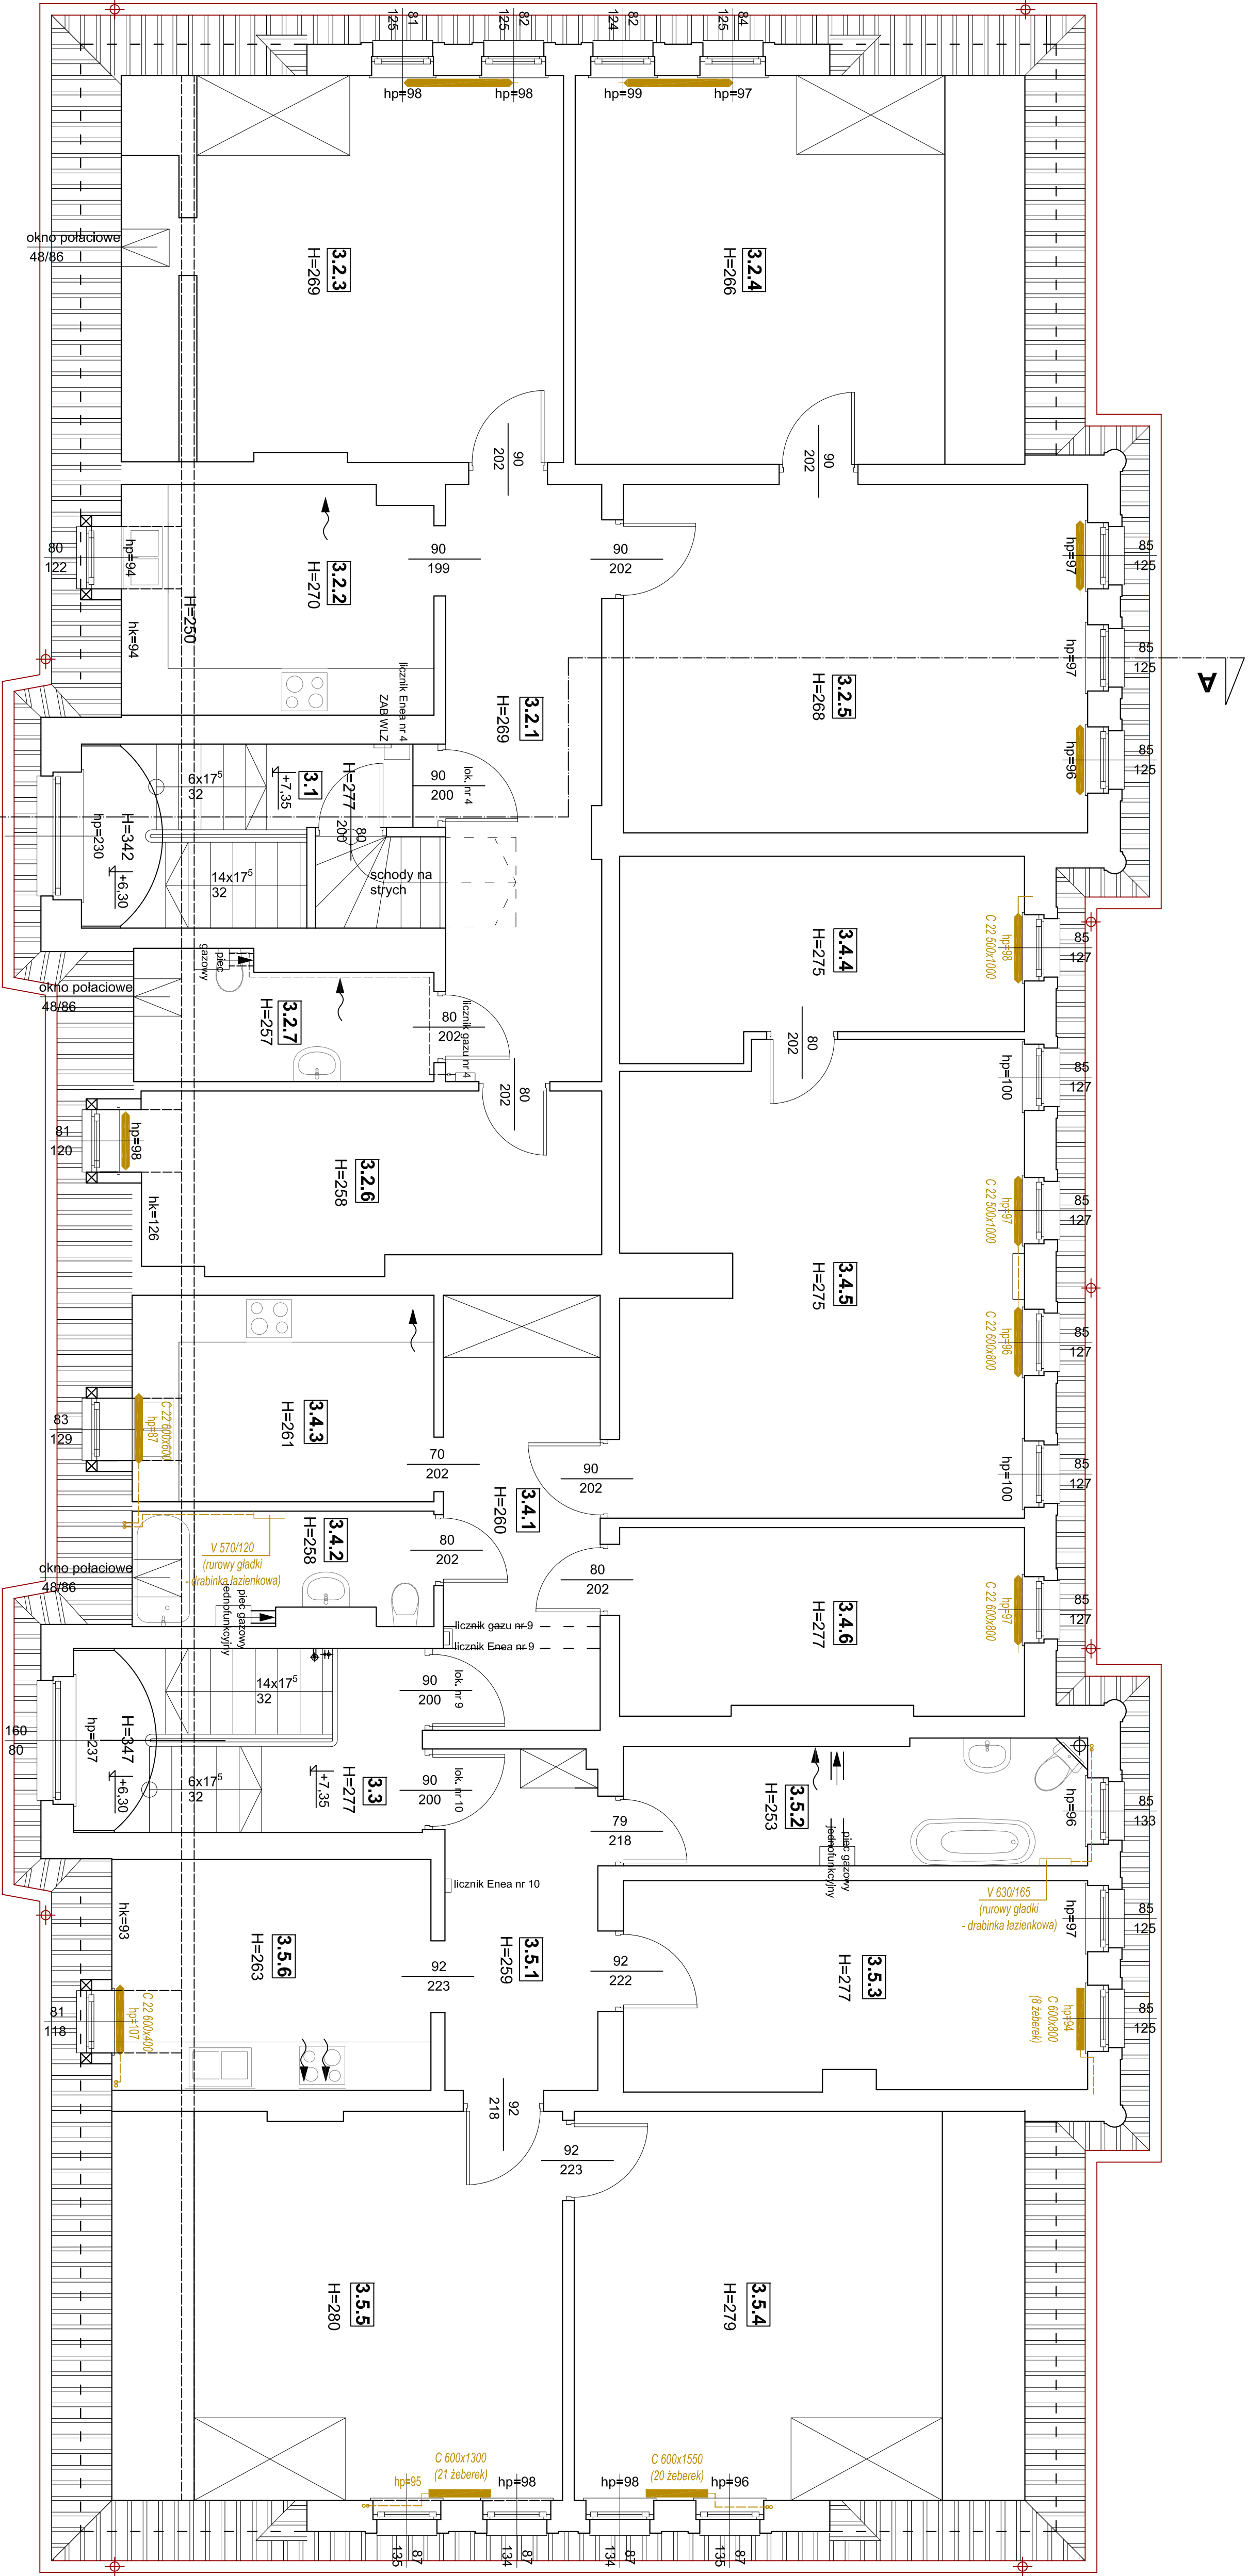 81
125
82
125
82
124
84
125
hp=98
hp=98
hp=99
hp=97
okno połaciowe
48/86
3.2.3
H=269
3.2.4
H=266
90
202
90
202
80
122
hp=94
hk=94
H=250
3.2.2
H=270
90
199
90
202
hp=97
85
125
hp=97
85
125
hp=96
85
125
3.2.5
H=268
A
licznik Enea nr 4
ZAB WLZ
3.2.1
H=269
90
200
lok. nr 4
6x17⁵
32
+7,35
3.1
H=277
80
200
H=342
hp=230
+6,30
14x17⁵
32
schody na
strych
3.4.4
H=275
hp=98
C 22 500x1000
85
127
piec
gazowy
okno połaciowe
48/86
3.2.7
H=257
80
202
licznik gazu nr 4
80
202
80
202
hp=100
85
127
81
120
hp=98
hk=126
3.2.6
H=258
3.4.5
H=275
hp=97
C 22 500x1000
85
127
hp=96
C 22 600x800
85
127
hp=100
85
127
83
129
C 22 600x600
hp=87
3.4.3
H=261
70
202
90
202
3.4.1
H=260
okno połaciowe
48/86
V 570/120
(rurowy gładki
- drabinka łazienkowa)
3.4.2
H=258
piec gazowy
jednofunkcyjny
80
202
80
202
3.4.6
H=277
hp=97
C 22 600x800
85
127
licznik gazu nr 9
licznik Enea nr 9
90
200
lok. nr 9
14x17⁵
32
160
80
hp=237
H=347
+6,30
6x17⁵
32
+7,35
H=277
3.3
90
200
lok. nr 10
79
218
3.5.2
H=253
piec gazowy
jednofunkcyjny
hp=96
85
133
V 630/165
(rurowy gładki
- drabinka łazienkowa)
hp=97
85
125
licznik Enea nr 10
hk=93
3.5.6
H=263
92
223
3.5.1
H=259
92
222
3.5.3
H=277
hp=94
C 600x800
(8 żeberek)
85
125
81
118
C 22 600x400
hp=107
92
218
92
223
3.5.5
H=280
3.5.4
H=279
C 600x1300
(21 żeberek)
C 600x1550
(20 żeberek)
hp=95
hp=98
hp=98
hp=96
87
135
87
134
87
134
87
135